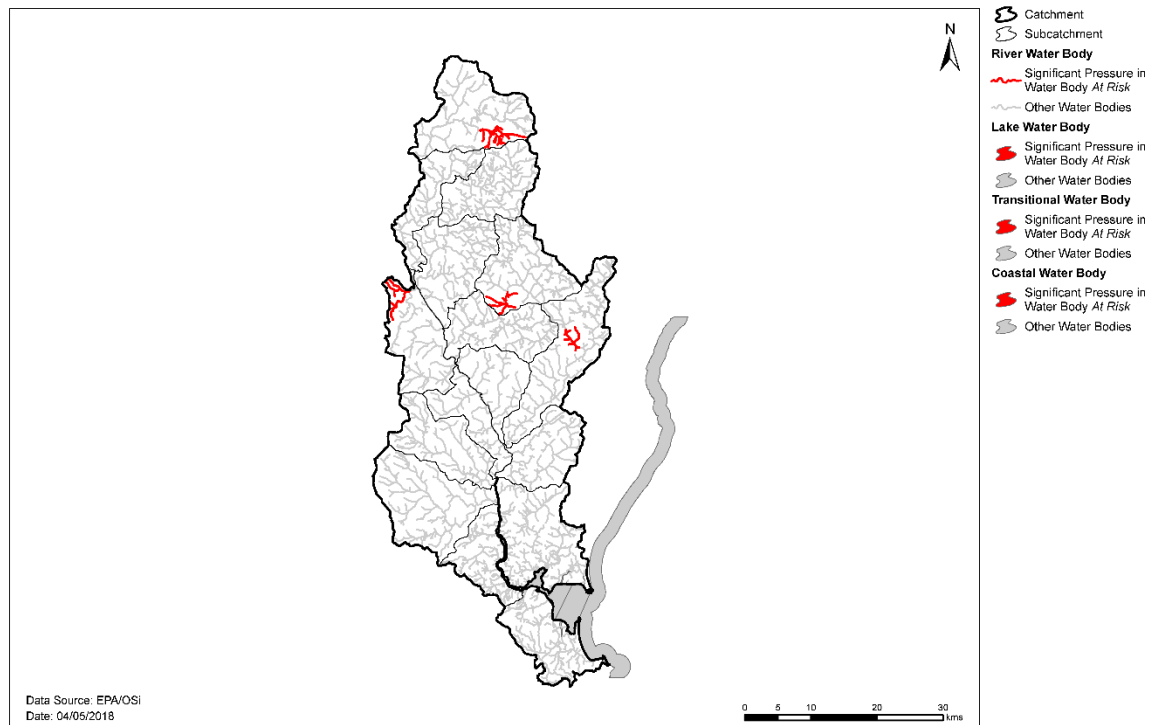 N
Catchment
Subcatchment
River Water Body
Significant Pressure in
Water Body At Risk
Other Water Bodies
Lake Water Body
Significant Pressure in
Water Body At Risk
Other Water Bodies
Transitional Water Body
Significant Pressure in
Water Body At Risk
Other Water Bodies
Coastal Water Body
Significant Pressure in
Water Body At Risk
Other Water Bodies
Data Source: EPA/OSi
Date: 04/05/2018
0 5 10 20 30
kms